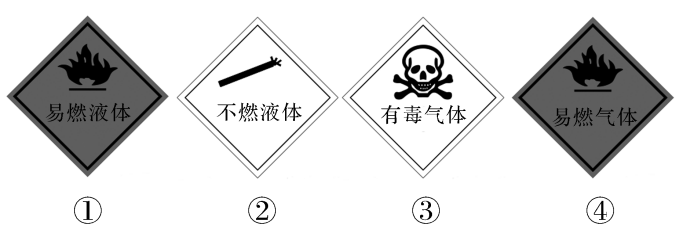 易燃液体
不燃液体
有毒气体
易燃气体
① ② ③ ④